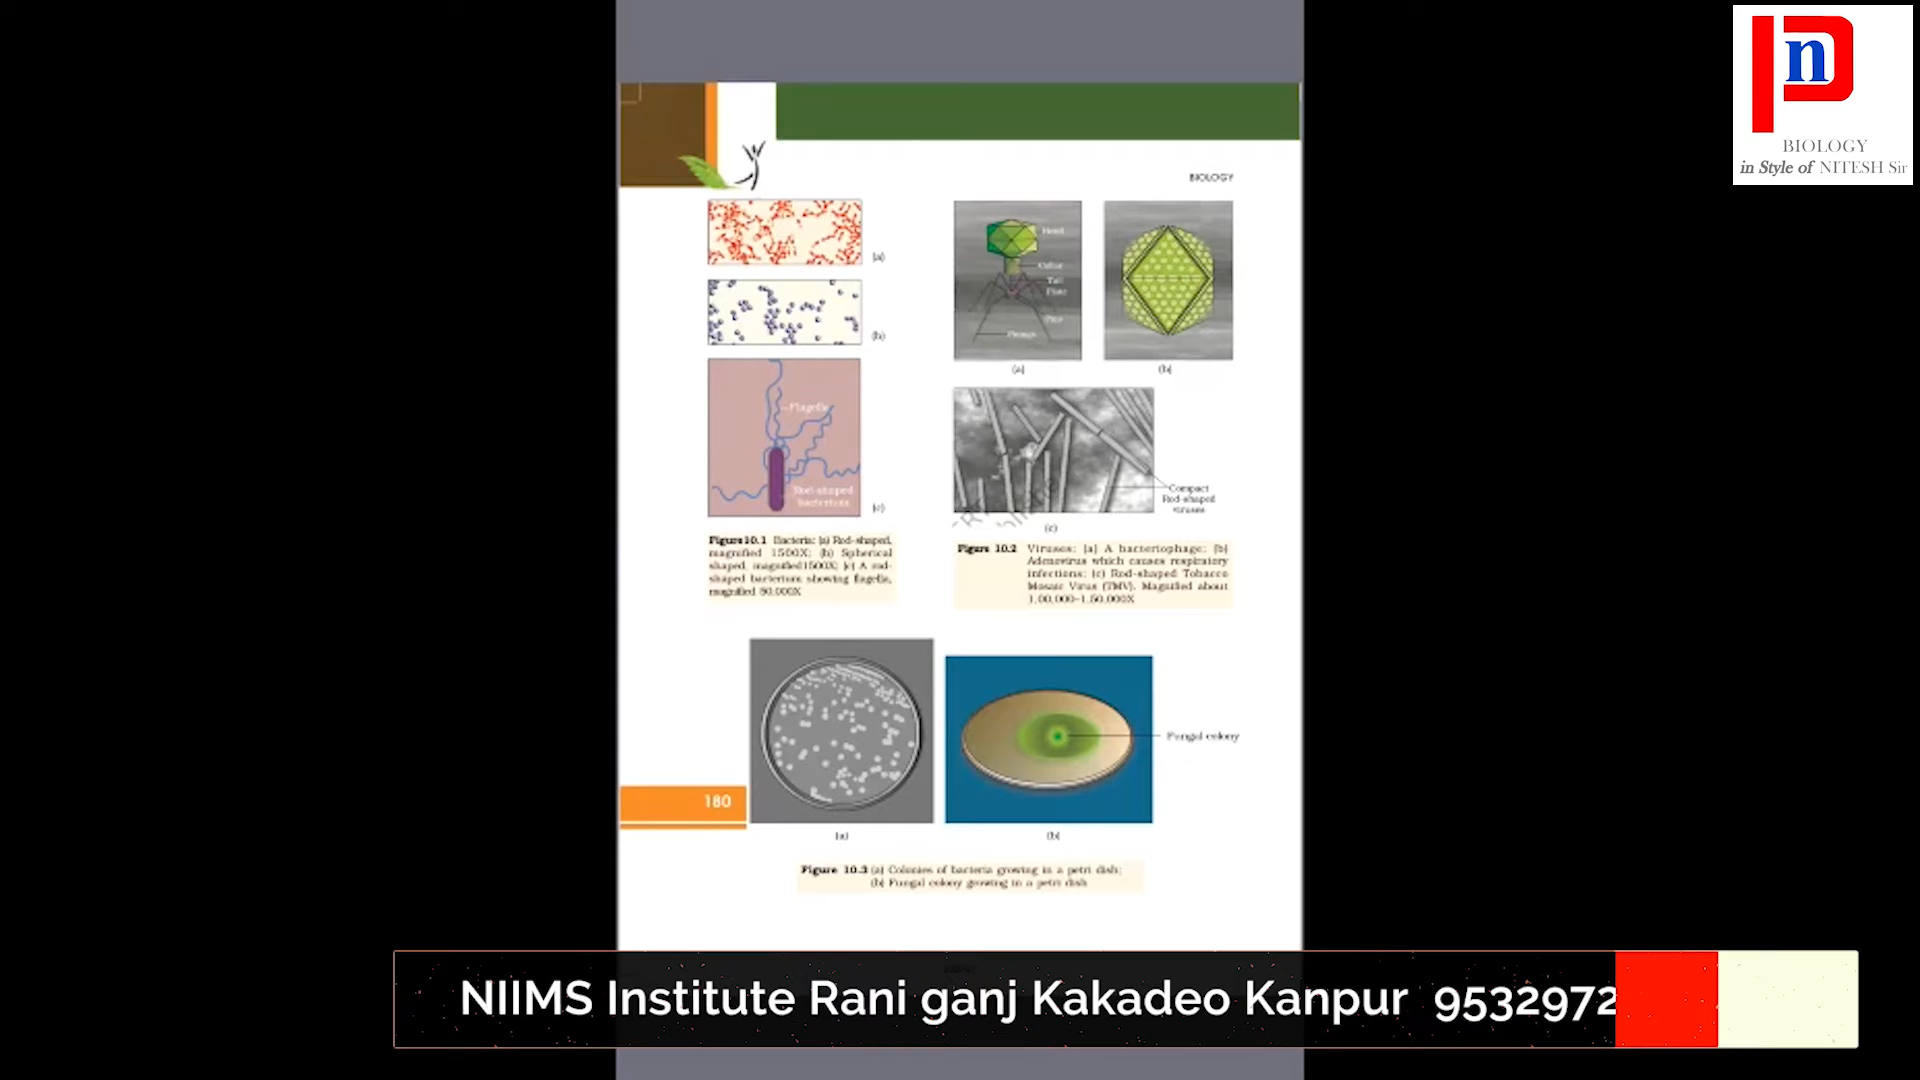 BIOLOGY
in Style of NITESH Sir
BIOLOGY
(a)
(b)
Flagella
Rod-shaped
bacterium
(c)
Figure 10.1 Bacteria: (a) Rod-shaped,
magnified 1500X; (b) Spherical
shaped, magnified 1500X; (c) A rod-
shaped bacterium showing flagella,
magnified 50,000X
Head
Collar
Tail
Plate
Pins
(a)
(b)
Compact
Rod-shaped
viruses
(c)
Figure 10.2 Viruses: (a) A bacteriophage; (b)
Adenovirus which causes respiratory
infections; (c) Rod-shaped Tobacco
Mosaic Virus (TMV). Magnified about
1,00,000–1,50,000X
Fungal colony
180
(a)
(b)
Figure 10.3 (a) Colonies of bacteria growing in a petri dish;
(b) Fungal colony growing in a petri dish
NIIMS Institute Rani ganj Kakadeo Kanpur 9532972